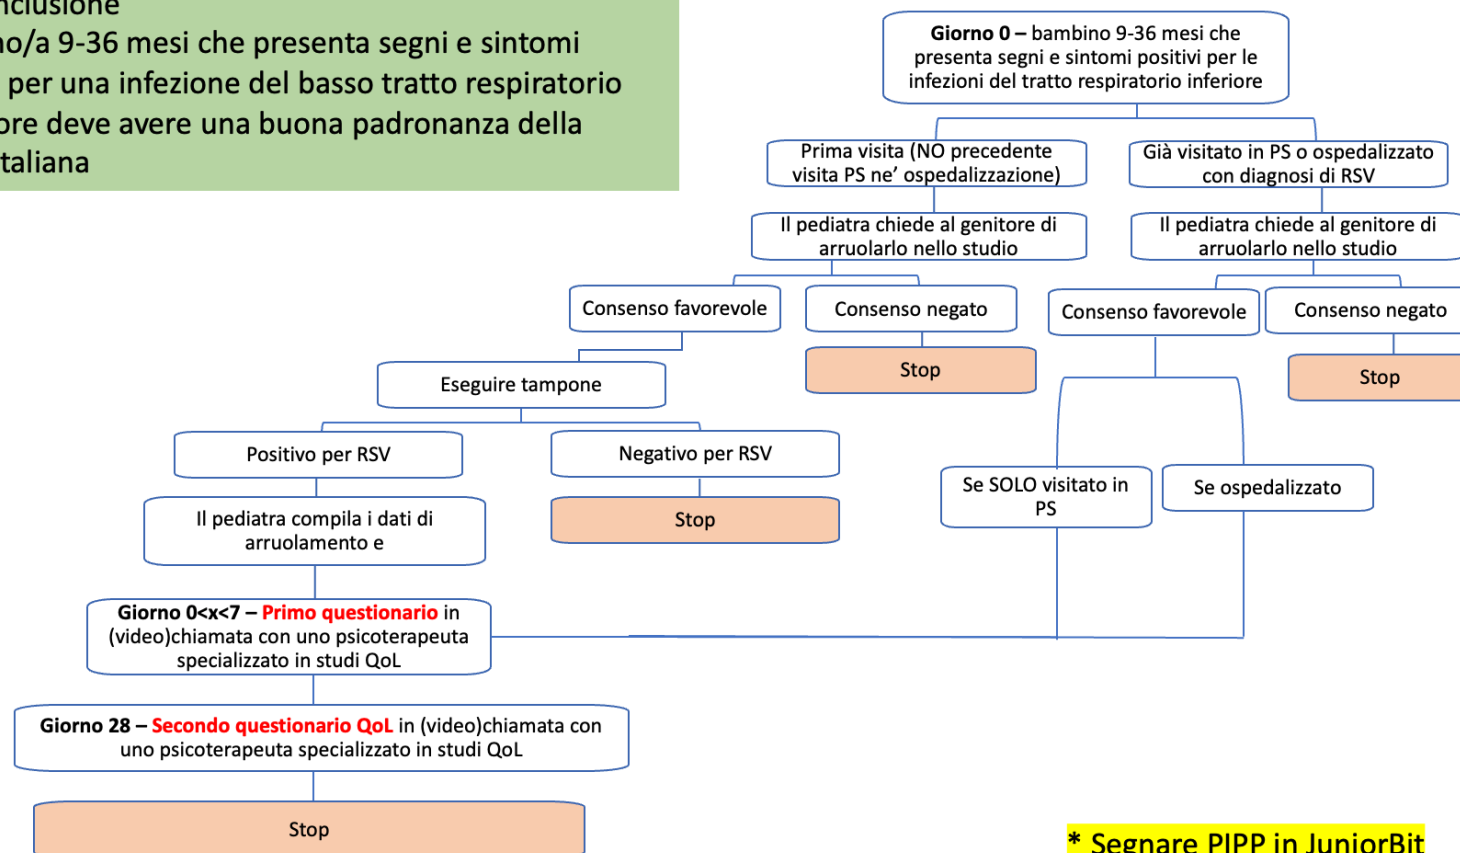 nclusione
no/a 9-36 mesi che presenta segni e sintomi
per una infezione del basso tratto respiratorio
ore deve avere una buona padronanza della
taliana
Giorno 0 – bambino 9-36 mesi che
presenta segni e sintomi positivi per le
infezioni del tratto respiratorio inferiore
Prima visita (NO precedente
visita PS ne’ ospedalizzazione)
Già visitato in PS o ospedalizzato
con diagnosi di RSV
Il pediatra chiede al genitore di
arruolarlo nello studio
Il pediatra chiede al genitore di
arruolarlo nello studio
Consenso favorevole
Consenso negato
Consenso favorevole
Consenso negato
Stop
Stop
Eseguire tampone
Positivo per RSV
Negativo per RSV
Se SOLO visitato in
PS
Se ospedalizzato
Il pediatra compila i dati di
arruolamento e
Stop
Giorno 0<x<7 – Primo questionario in
(video)chiamata con uno psicoterapeuta
specializzato in studi QoL
Giorno 28 – Secondo questionario QoL in (video)chiamata con
uno psicoterapeuta specializzato in studi QoL
Stop
* Segnare PIPP in JuniorBit